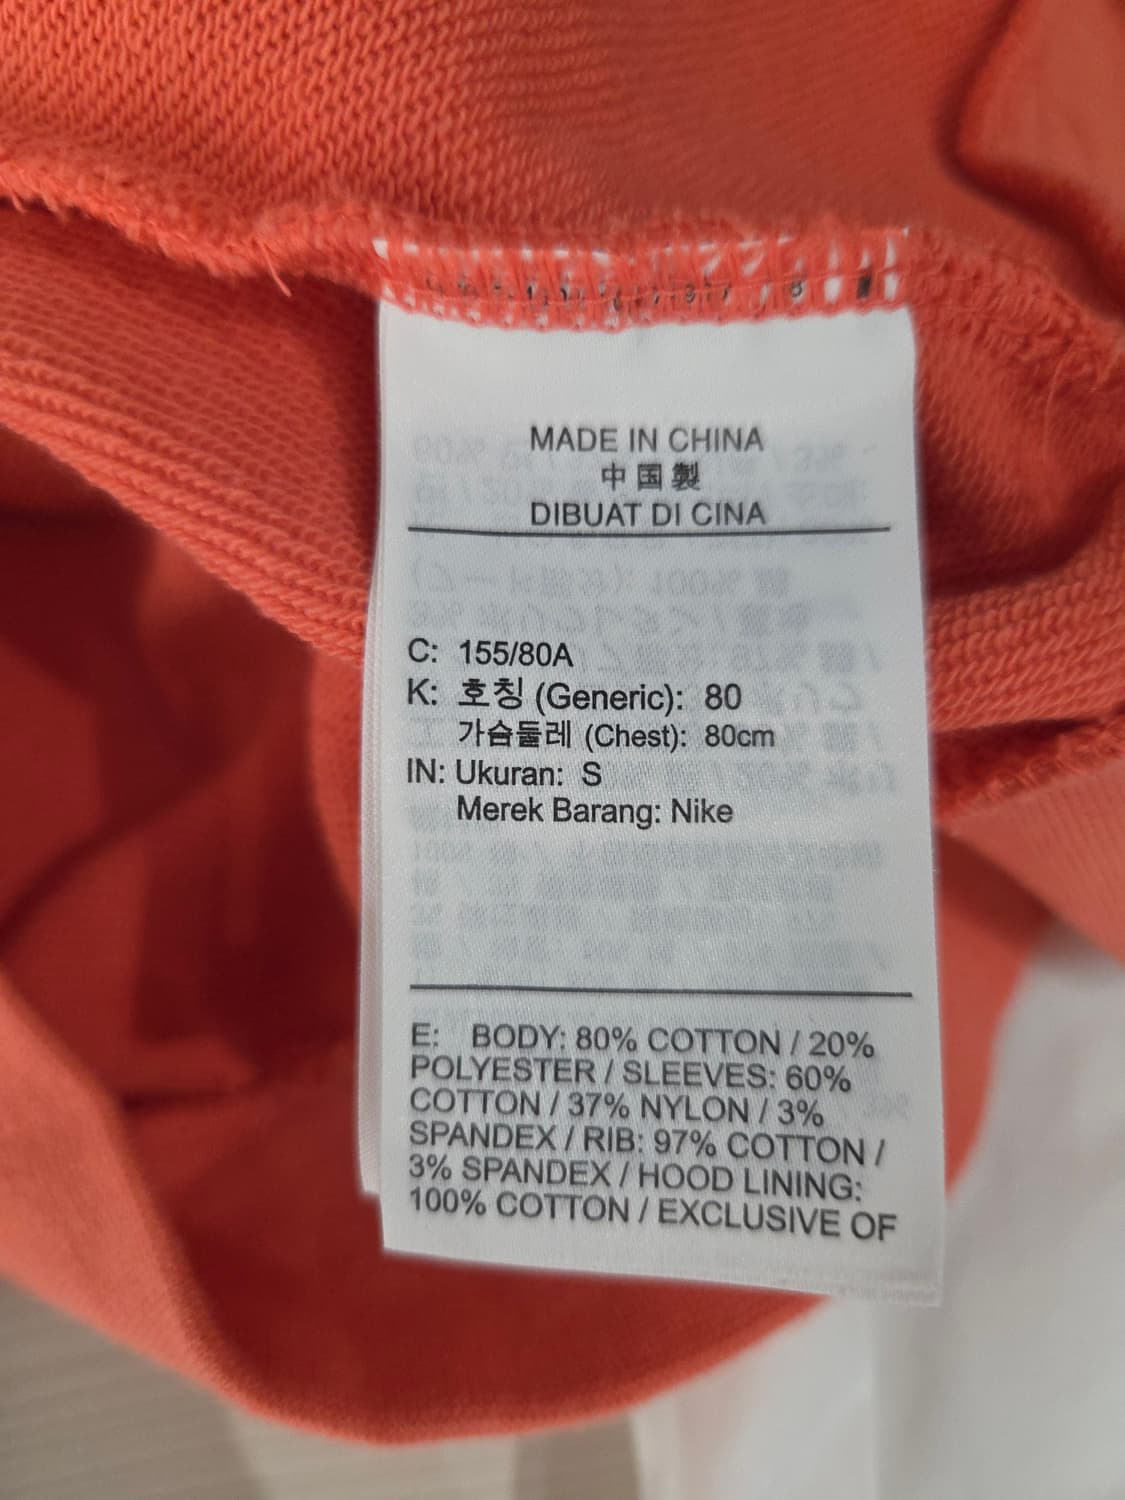 MADE IN CHINA
中国製
DIBUAT DI CINA
C: 155/80A
K: 호칭 (Generic): 80
가슴둘레 (Chest): 80cm
IN: Ukuran: S
Merek Barang: Nike
E: BODY: 80% COTTON / 20%
POLYESTER / SLEEVES: 60%
COTTON / 37% NYLON / 3%
SPANDEX / RIB: 97% COTTON /
3% SPANDEX / HOOD LINING:
100% COTTON / EXCLUSIVE OF